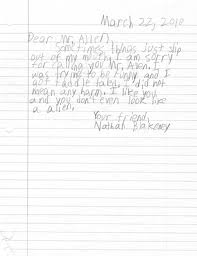 March 22, 2010
Dear Mr. Allen,
Sometimes things just slip
out of my mouth. I am sorry
for calling you Mr. Alien. I
was trying to be funny and I
got tattle taled. I did not
mean any harm. I like you
and you don't even look like
a alien.
Your friend,
Nathan Blakeney